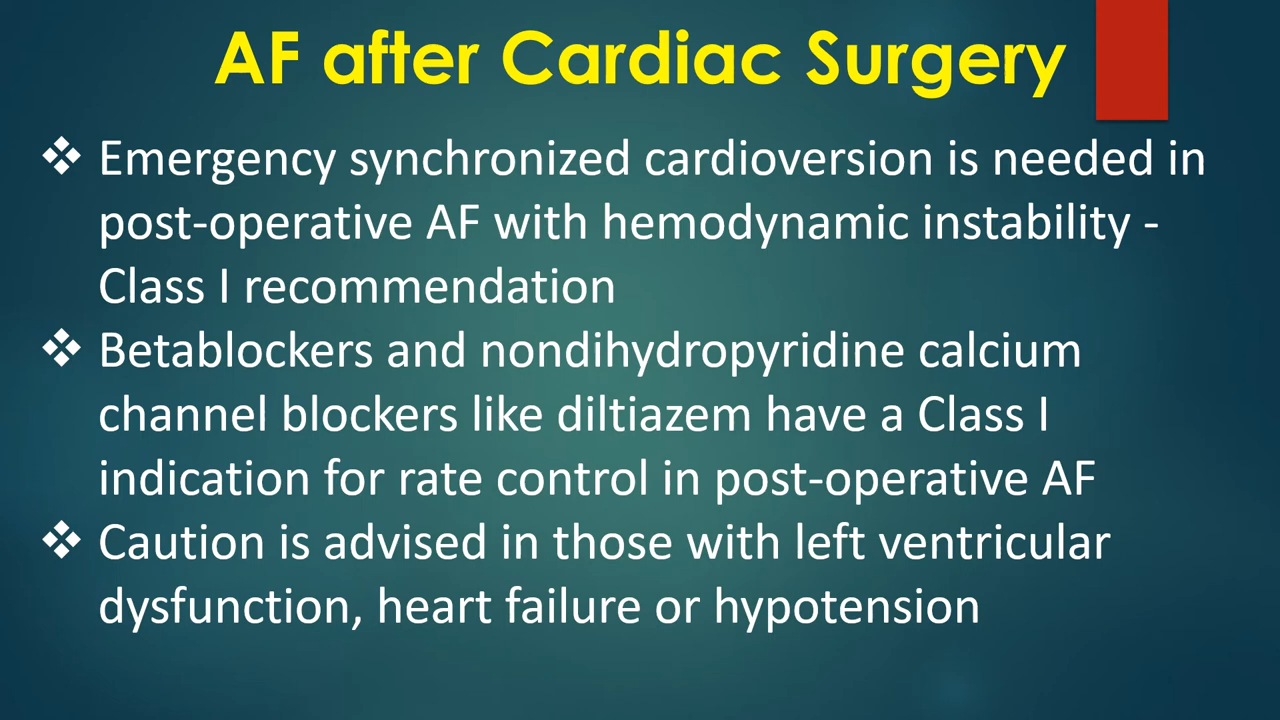 AF after Cardiac Surgery
❖ Emergency synchronized cardioversion is needed in
post-operative AF with hemodynamic instability -
Class I recommendation
❖ Betablockers and nondihydropyridine calcium
channel blockers like diltiazem have a Class I
indication for rate control in post-operative AF
❖ Caution is advised in those with left ventricular
dysfunction, heart failure or hypotension